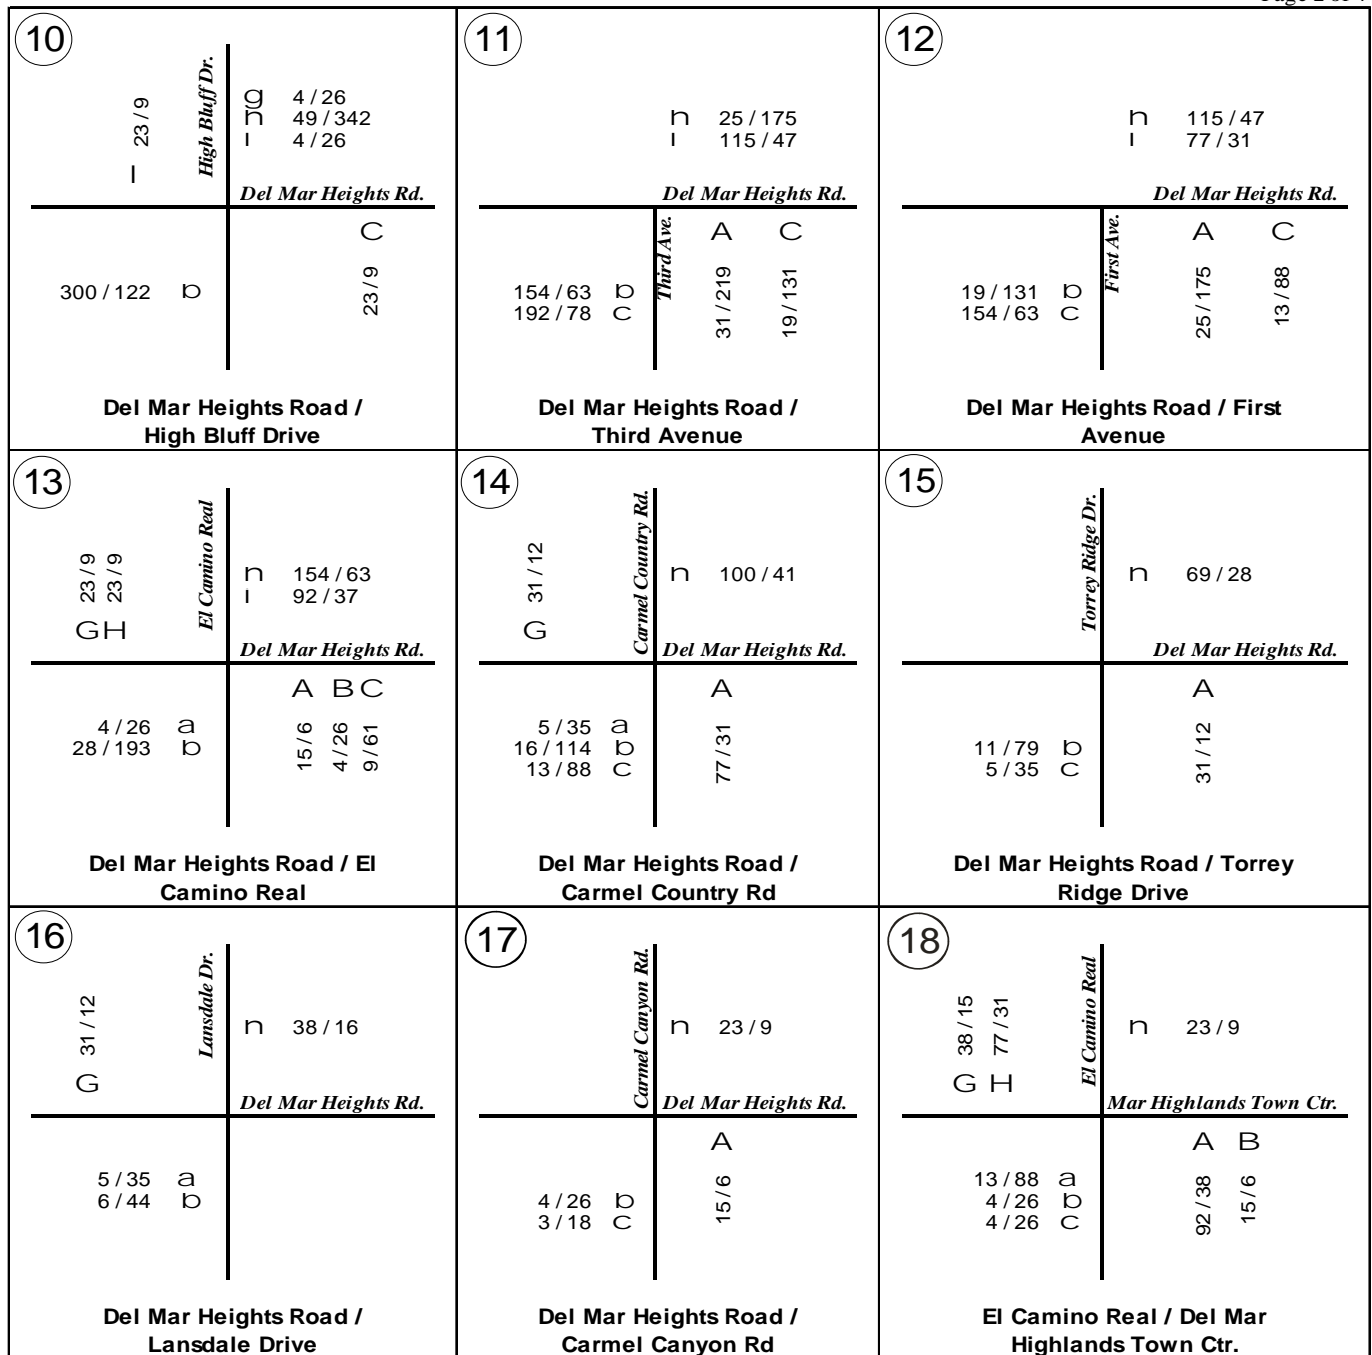 10
High Bluff Dr.
23 / 9
l
g 4 / 26
h 49 / 342
l 4 / 26
Del Mar Heights Rd.
300 / 122 b
C
23 / 9
Del Mar Heights Road /
High Bluff Drive
11
h 25 / 175
l 115 / 47
Del Mar Heights Rd.
Third Ave.
154 / 63 b
192 / 78 c
A C
31 / 219
19 / 131
Del Mar Heights Road /
Third Avenue
12
h 115 / 47
l 77 / 31
Del Mar Heights Rd.
First Ave.
19 / 131 b
154 / 63 c
A C
25 / 175
13 / 88
Del Mar Heights Road / First
Avenue
13
23 / 9
23 / 9
GH
El Camino Real
h 154 / 63
l 92 / 37
Del Mar Heights Rd.
4 / 26 a
28 / 193 b
A B C
15 / 6
4 / 26
9 / 61
Del Mar Heights Road / El
Camino Real
14
31 / 12
G
Carmel Country Rd.
h 100 / 41
Del Mar Heights Rd.
5 / 35 a
16 / 114 b
13 / 88 c
A
77 / 31
Del Mar Heights Road /
Carmel Country Rd
15
Torrey Ridge Dr.
h 69 / 28
Del Mar Heights Rd.
11 / 79 b
5 / 35 c
A
31 / 12
Del Mar Heights Road / Torrey
Ridge Drive
16
31 / 12
G
Lansdale Dr.
h 38 / 16
Del Mar Heights Rd.
5 / 35 a
6 / 44 b
Del Mar Heights Road /
Lansdale Drive
17
Carmel Canyon Rd.
h 23 / 9
Del Mar Heights Rd.
4 / 26 b
3 / 18 c
A
15 / 6
Del Mar Heights Road /
Carmel Canyon Rd
18
38 / 15
77 / 31
G H
El Camino Real
h 23 / 9
Mar Highlands Town Ctr.
13 / 88 a
4 / 26 b
4 / 26 c
A B
92 / 38
15 / 6
El Camino Real / Del Mar
Highlands Town Ctr.